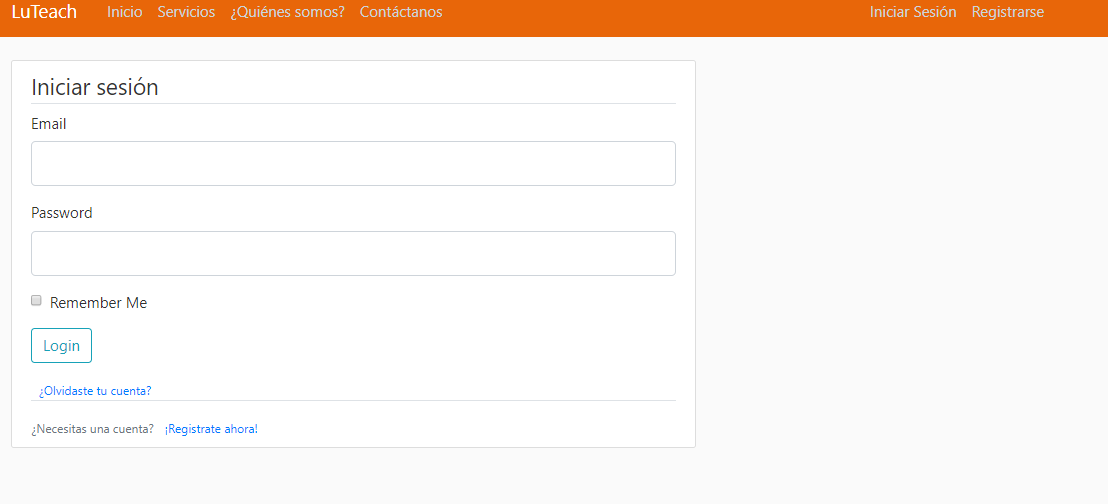 LuTeach Inicio Servicios ¿Quiénes somos? Contáctanos Iniciar Sesión Registrarse
Iniciar sesión
Email
Password
Remember Me
Login
¿Olvidaste tu cuenta?
¿Necesitas una cuenta? ¡Registrate ahora!